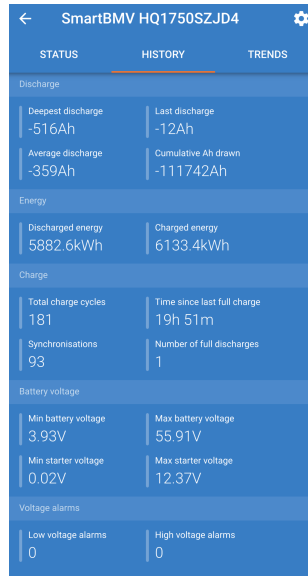 SmartBMV HQ1750SZJD4
STATUS HISTORY TRENDS
Discharge
Deepest discharge Last discharge
-516Ah -12Ah
Average discharge Cumulative Ah drawn
-359Ah -111742Ah
Energy
Discharged energy Charged energy
5882.6kWh 6133.4kWh
Charge
Total charge cycles Time since last full charge
181 19h 51m
Synchronisations Number of full discharges
93 1
Battery voltage
Min battery voltage Max battery voltage
3.93V 55.91V
Min starter voltage Max starter voltage
0.02V 12.37V
Voltage alarms
Low voltage alarms High voltage alarms
0 0